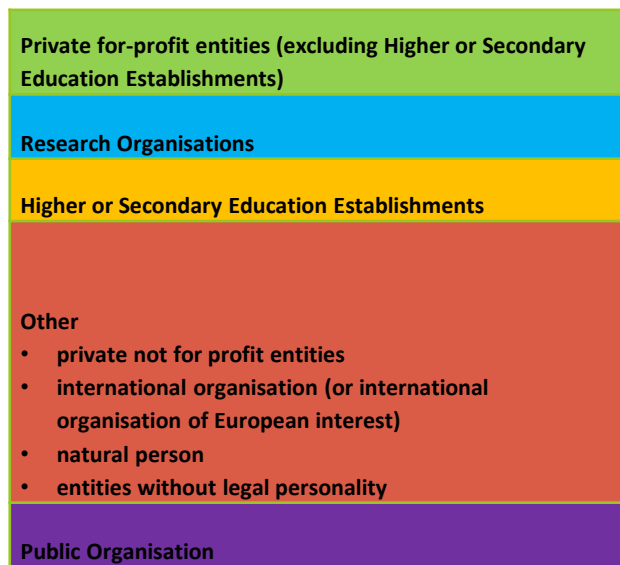 Private for-profit entities (excluding Higher or Secondary
Education Establishments)
Research Organisations
Higher or Secondary Education Establishments
Other
• private not for profit entities
• international organisation (or international
organisation of European interest)
• natural person
• entities without legal personality
Public Organisation